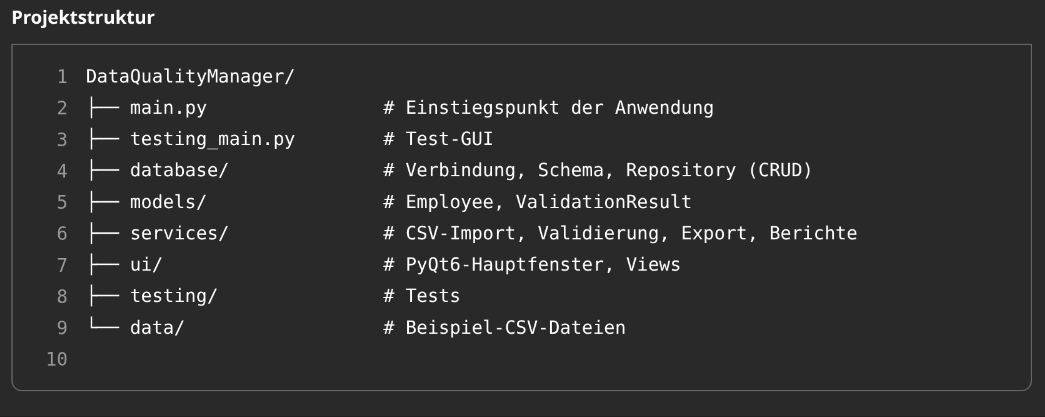 Projektstruktur
1 DataQualityManager/
2 ├── main.py # Einstiegspunkt der Anwendung
3 ├── testing_main.py # Test-GUI
4 ├── database/ # Verbindung, Schema, Repository (CRUD)
5 ├── models/ # Employee, ValidationResult
6 ├── services/ # CSV-Import, Validierung, Export, Berichte
7 ├── ui/ # PyQt6-Hauptfenster, Views
8 ├── testing/ # Tests
9 └── data/ # Beispiel-CSV-Dateien
10